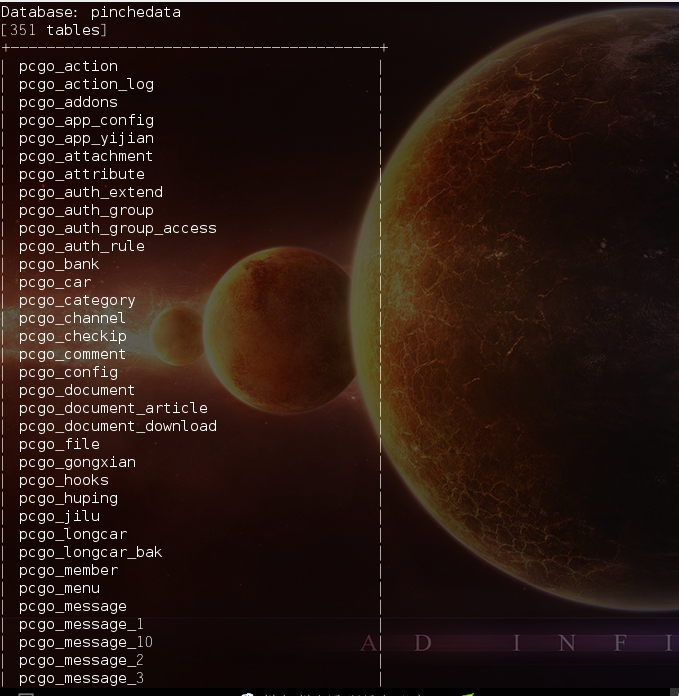 Database: pinchedata
[351 tables]
+----------------------------------------+
| pcgo_action |
| pcgo_action_log |
| pcgo_addons |
| pcgo_app_config |
| pcgo_app_yijian |
| pcgo_attachment |
| pcgo_attribute |
| pcgo_auth_extend |
| pcgo_auth_group |
| pcgo_auth_group_access |
| pcgo_auth_rule |
| pcgo_bank |
| pcgo_car |
| pcgo_category |
| pcgo_channel |
| pcgo_checkip |
| pcgo_comment |
| pcgo_config |
| pcgo_document |
| pcgo_document_article |
| pcgo_document_download |
| pcgo_file |
| pcgo_gongxian |
| pcgo_hooks |
| pcgo_huping |
| pcgo_jilu |
| pcgo_longcar |
| pcgo_longcar_bak |
| pcgo_member |
| pcgo_menu |
| pcgo_message |
| pcgo_message_1 |
| pcgo_message_10 |
| pcgo_message_2 |
| pcgo_message_3 |
AD INFI